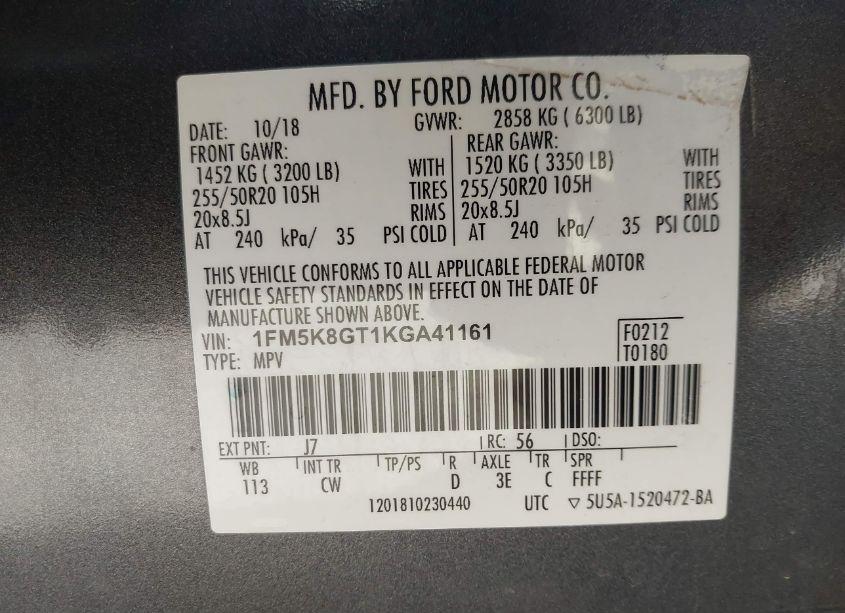 MFD. BY FORD MOTOR CO.
DATE: 10/18 GVWR: 2858 KG ( 6300 LB)
FRONT GAWR: REAR GAWR:
1452 KG ( 3200 LB) WITH 1520 KG ( 3350 LB) WITH
255/50R20 105H TIRES 255/50R20 105H TIRES
20x8.5J RIMS 20x8.5J RIMS
AT 240 kPa/ 35 PSI COLD AT 240 kPa/ 35 PSI COLD
THIS VEHICLE CONFORMS TO ALL APPLICABLE FEDERAL MOTOR
VEHICLE SAFETY STANDARDS IN EFFECT ON THE DATE OF
MANUFACTURE SHOWN ABOVE.
VIN: 1FM5K8GT1KGA41161 F0212
TYPE: MPV T0180
EXT PNT: J7 RC: 56 DSO:
WB INT TR TP/PS R AXLE TR SPR
113 CW D 3E C FFFF
1201810230440 UTC ▽ 5U5A-1520472-BA